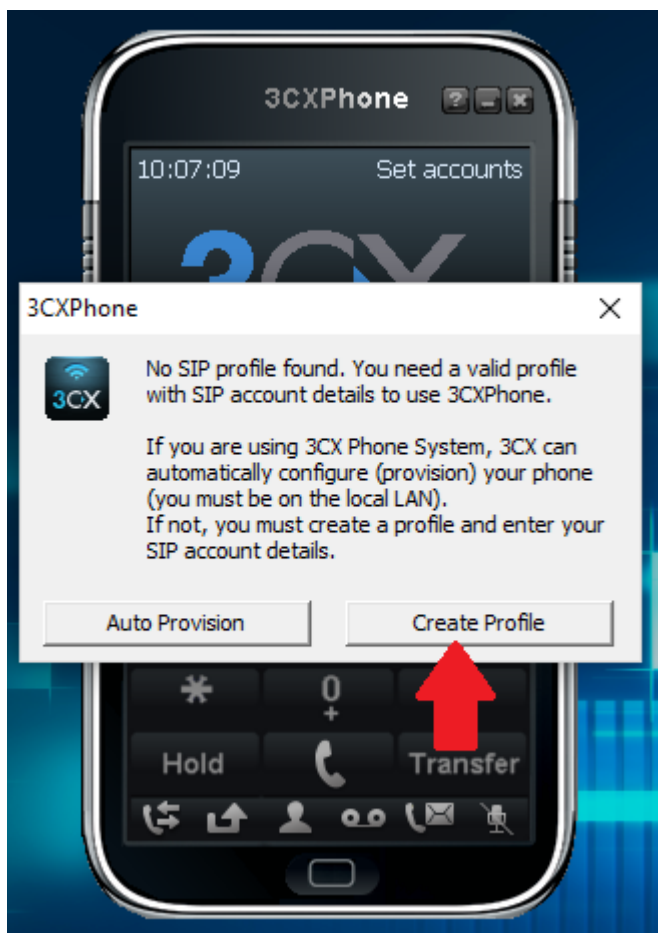 3CXPhone ? - x
10:07:09 Set accounts
3CX
3CXPhone X
3CX
No SIP profile found. You need a valid profile
with SIP account details to use 3CXPhone.
If you are using 3CX Phone System, 3CX can
automatically configure (provision) your phone
(you must be on the local LAN).
If not, you must create a profile and enter your
SIP account details.
Auto Provision Create Profile
* 0
+
Hold Transfer